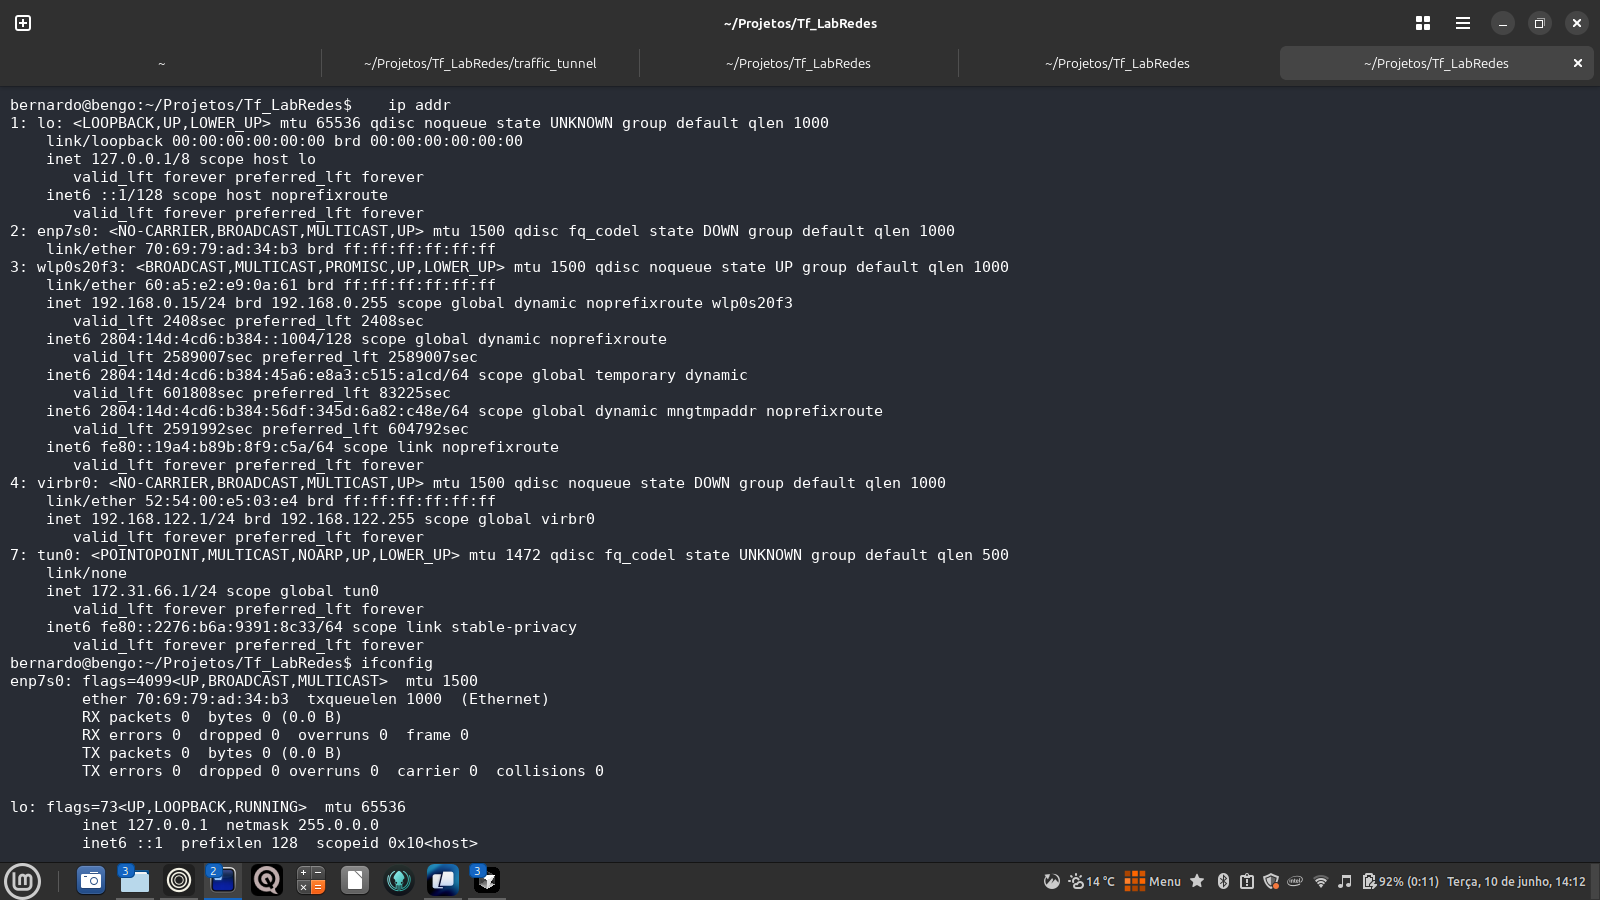 ~/Projetos/Tf_LabRedes
~
~/Projetos/Tf_LabRedes/traffic_tunnel
~/Projetos/Tf_LabRedes
~/Projetos/Tf_LabRedes
~/Projetos/Tf_LabRedes
bernardo@bengo:~/Projetos/Tf_LabRedes$    ip addr
1: lo: <LOOPBACK,UP,LOWER_UP> mtu 65536 qdisc noqueue state UNKNOWN group default qlen 1000
    link/loopback 00:00:00:00:00:00 brd 00:00:00:00:00:00
    inet 127.0.0.1/8 scope host lo
       valid_lft forever preferred_lft forever
    inet6 ::1/128 scope host noprefixroute
       valid_lft forever preferred_lft forever
2: enp7s0: <NO-CARRIER,BROADCAST,MULTICAST,UP> mtu 1500 qdisc fq_codel state DOWN group default qlen 1000
    link/ether 70:69:79:ad:34:b3 brd ff:ff:ff:ff:ff:ff
3: wlp0s20f3: <BROADCAST,MULTICAST,PROMISC,UP,LOWER_UP> mtu 1500 qdisc noqueue state UP group default qlen 1000
    link/ether 60:a5:e2:e9:0a:61 brd ff:ff:ff:ff:ff:ff
    inet 192.168.0.15/24 brd 192.168.0.255 scope global dynamic noprefixroute wlp0s20f3
       valid_lft 2408sec preferred_lft 2408sec
    inet6 2804:14d:4cd6:b384::1004/128 scope global dynamic noprefixroute
       valid_lft 2589007sec preferred_lft 2589007sec
    inet6 2804:14d:4cd6:b384:45a6:e8a3:c515:a1cd/64 scope global temporary dynamic
       valid_lft 601808sec preferred_lft 83225sec
    inet6 2804:14d:4cd6:b384:56df:345d:6a82:c48e/64 scope global dynamic mngtmpaddr noprefixroute
       valid_lft 2591992sec preferred_lft 604792sec
    inet6 fe80::19a4:b89b:8f9:c5a/64 scope link noprefixroute
       valid_lft forever preferred_lft forever
4: virbr0: <NO-CARRIER,BROADCAST,MULTICAST,UP> mtu 1500 qdisc noqueue state DOWN group default qlen 1000
    link/ether 52:54:00:e5:03:e4 brd ff:ff:ff:ff:ff:ff
    inet 192.168.122.1/24 brd 192.168.122.255 scope global virbr0
       valid_lft forever preferred_lft forever
7: tun0: <POINTOPOINT,MULTICAST,NOARP,UP,LOWER_UP> mtu 1472 qdisc fq_codel state UNKNOWN group default qlen 500
    link/none
    inet 172.31.66.1/24 scope global tun0
       valid_lft forever preferred_lft forever
    inet6 fe80::2276:b6a:9391:8c33/64 scope link stable-privacy
       valid_lft forever preferred_lft forever
bernardo@bengo:~/Projetos/Tf_LabRedes$ ifconfig
enp7s0: flags=4099<UP,BROADCAST,MULTICAST>  mtu 1500
        ether 70:69:79:ad:34:b3  txqueuelen 1000  (Ethernet)
        RX packets 0  bytes 0 (0.0 B)
        RX errors 0  dropped 0  overruns 0  frame 0
        TX packets 0  bytes 0 (0.0 B)
        TX errors 0  dropped 0 overruns 0  carrier 0  collisions 0

lo: flags=73<UP,LOOPBACK,RUNNING>  mtu 65536
        inet 127.0.0.1  netmask 255.0.0.0
        inet6 ::1  prefixlen 128  scopeid 0x10<host>
3
2
3
14 °C
Menu
92% (0:11)
Terça, 10 de junho, 14:12